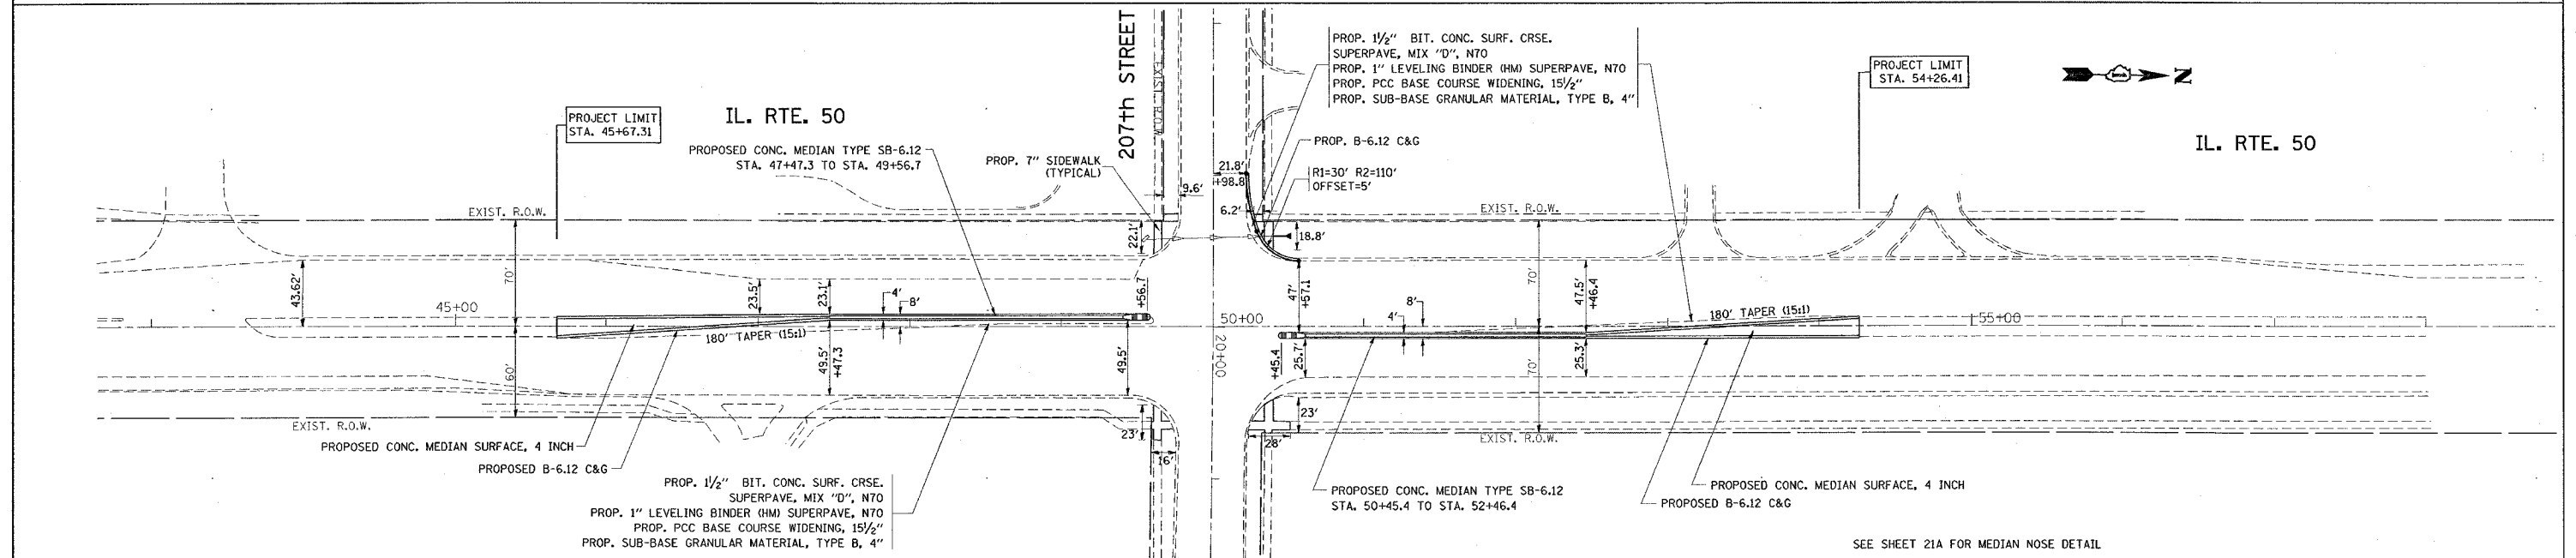 207th STREET
EXIST. R.O.W.
PROP. 1½" BIT. CONC. SURF. CRSE.
SUPERPAVE, MIX "D", N70
PROP. 1" LEVELING BINDER (HM) SUPERPAVE, N70
PROP. PCC BASE COURSE WIDENING, 15½"
PROP. SUB-BASE GRANULAR MATERIAL, TYPE B, 4"
PROJECT LIMIT
STA. 54+26.41
N
IL. RTE. 50
PROJECT LIMIT
STA. 45+67.31
IL. RTE. 50
PROPOSED CONC. MEDIAN TYPE SB-6.12
STA. 47+47.3 TO STA. 49+56.7
PROP. 7" SIDEWALK
(TYPICAL)
PROP. B-6.12 C&G
R1=30' R2=110'
OFFSET=5'
21.8'
+98.8
9.6'
6.2'
EXIST. R.O.W.
EXIST. R.O.W.
22.1'
18.8'
43.62'
70'
45+00
23.5'
23.1'
4'
8'
+56.7
47'
+57.1
50+00
20+00
70'
47.5'
+46.4
4'
8'
180' TAPER (15:1)
55+00
180' TAPER (15:1)
60'
49.5'
+47.3
49.5'
+45.4
25.7'
70'
25.3'
23'
16'
23'
28'
EXIST. R.O.W.
EXIST. R.O.W.
PROPOSED CONC. MEDIAN SURFACE, 4 INCH
PROPOSED B-6.12 C&G
PROP. 1½" BIT. CONC. SURF. CRSE.
SUPERPAVE, MIX "D", N70
PROP. 1" LEVELING BINDER (HM) SUPERPAVE, N70
PROP. PCC BASE COURSE WIDENING, 15½"
PROP. SUB-BASE GRANULAR MATERIAL, TYPE B, 4"
PROPOSED CONC. MEDIAN TYPE SB-6.12
STA. 50+45.4 TO STA. 52+46.4
PROPOSED CONC. MEDIAN SURFACE, 4 INCH
PROPOSED B-6.12 C&G
SEE SHEET 21A FOR MEDIAN NOSE DETAIL